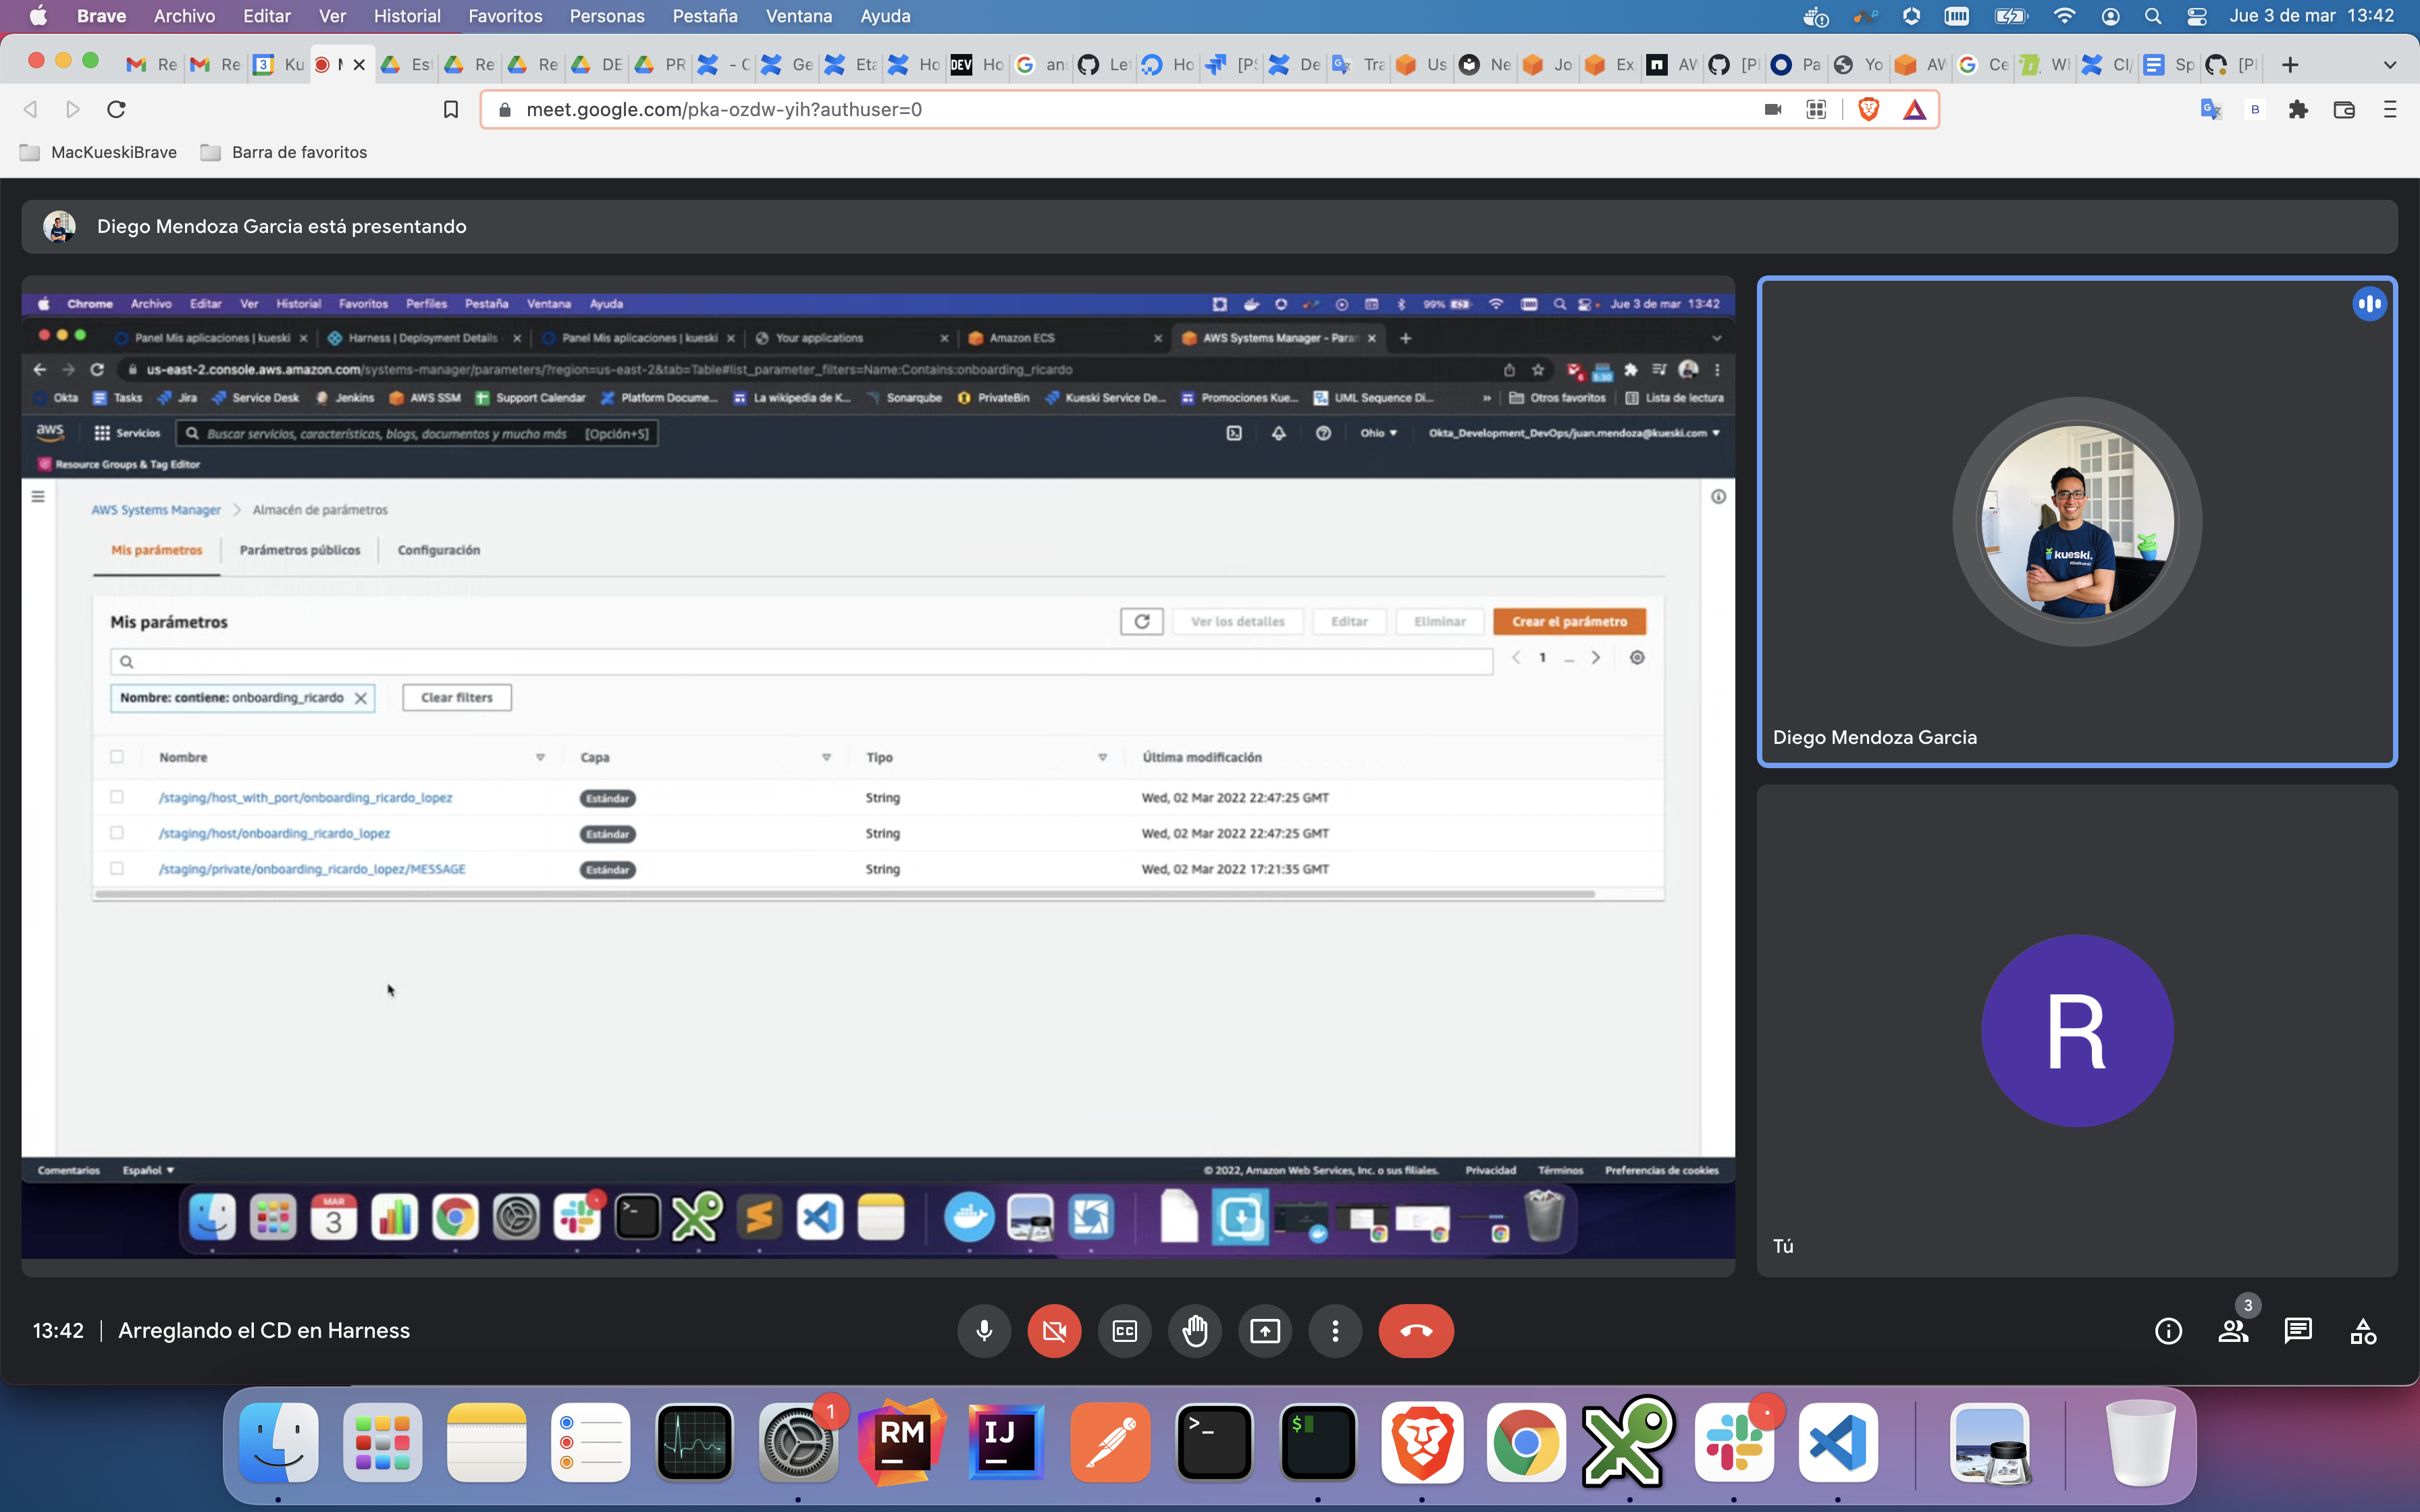 Brave Archivo Editar Ver Historial Favoritos Personas Pestaña Ventana Ayuda Jue 3 de mar 13:42
Re Re 3 Ku Est Re Re DE PR - C Ge Eta Ho DEV Ho an Le Ho [PS De Tra Us Ne Jo Ex AW [P Pa Yo AW Ce W CI/ Sp [P
meet.google.com/pka-ozdw-yih?authuser=0
MacKueskiBrave Barra de favoritos
Diego Mendoza Garcia está presentando
Chrome Archivo Editar Ver Historial Favoritos Perfiles Pestaña Ventana Ayuda 99% Jue 3 de mar 13:42
Panel Mis aplicaciones | kueski Harness | Deployment Details Panel Mis aplicaciones | kueski Your applications Amazon ECS AWS Systems Manager - Para
us-east-2.console.aws.amazon.com/systems-manager/parameters/?region=us-east-2&tab=Table#list_parameter_filters=Name:Contains:onboarding_ricardo
Okta Tasks Jira Service Desk Jenkins AWS SSM Support Calendar Platform Docume... La wikipedia de K... Sonarqube PrivateBin Kueski Service De... Promociones Kue... UML Sequence Di... » Otros favoritos Lista de lectura
aws Servicios Buscar servicios, características, blogs, documentos y mucho más [Opción+S] Ohio Okta_Development_DevOps/juan.mendoza@kueski.com
Resource Groups & Tag Editor
AWS Systems Manager > Almacén de parámetros
Mis parámetros Parámetros públicos Configuración
Mis parámetros Ver los detalles Editar Eliminar Crear el parámetro
< 1 ... >
Nombre: contiene: onboarding_ricardo Clear filters
Nombre Capa Tipo Última modificación
/staging/host_with_port/onboarding_ricardo_lopez Estándar String Wed, 02 Mar 2022 22:47:25 GMT
/staging/host/onboarding_ricardo_lopez Estándar String Wed, 02 Mar 2022 22:47:25 GMT
/staging/private/onboarding_ricardo_lopez/MESSAGE Estándar String Wed, 02 Mar 2022 17:21:35 GMT
Comentarios Español © 2022, Amazon Web Services, Inc. o sus filiales. Privacidad Términos Preferencias de cookies
MAR
3
kueski.
Diego Mendoza Garcia
R
Tú
13:42 | Arreglando el CD en Harness
CC
3
1
RM
IJ
>_
$